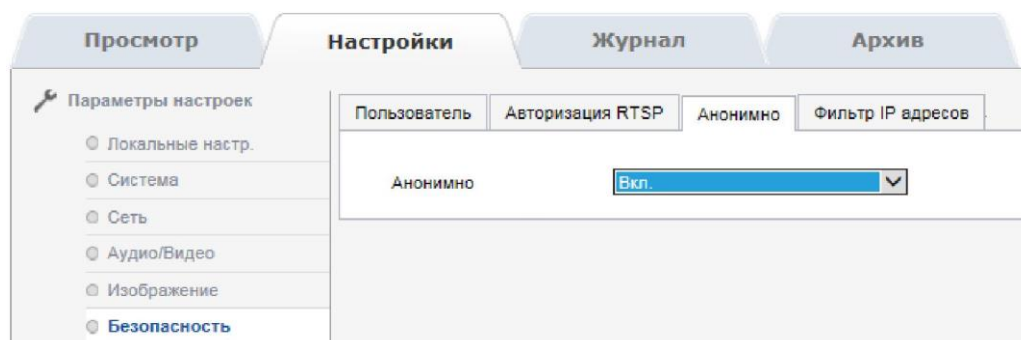 Просмотр Настройки Журнал Архив
Параметры настроек
Пользователь Авторизация RTSP Анонимно Фильтр IP адресов
Локальные настр.
Система
Анонимно Вкл.
Сеть
Аудио/Видео
Изображение
Безопасность